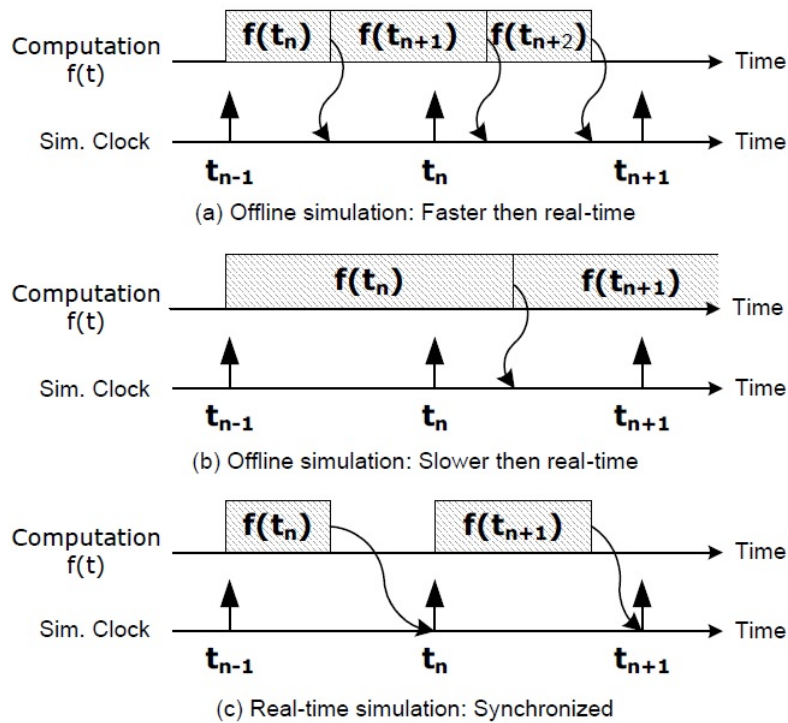 f(tn) f(tn+1) f(tn+2)
Computation
f(t)
Time
Sim. Clock
Time
tn-1 tn tn+1
(a) Offline simulation: Faster then real-time
f(tn) f(tn+1)
Computation
f(t)
Time
Sim. Clock
Time
tn-1 tn tn+1
(b) Offline simulation: Slower then real-time
f(tn) f(tn+1)
Computation
f(t)
Time
Sim. Clock
Time
tn-1 tn tn+1
(c) Real-time simulation: Synchronized